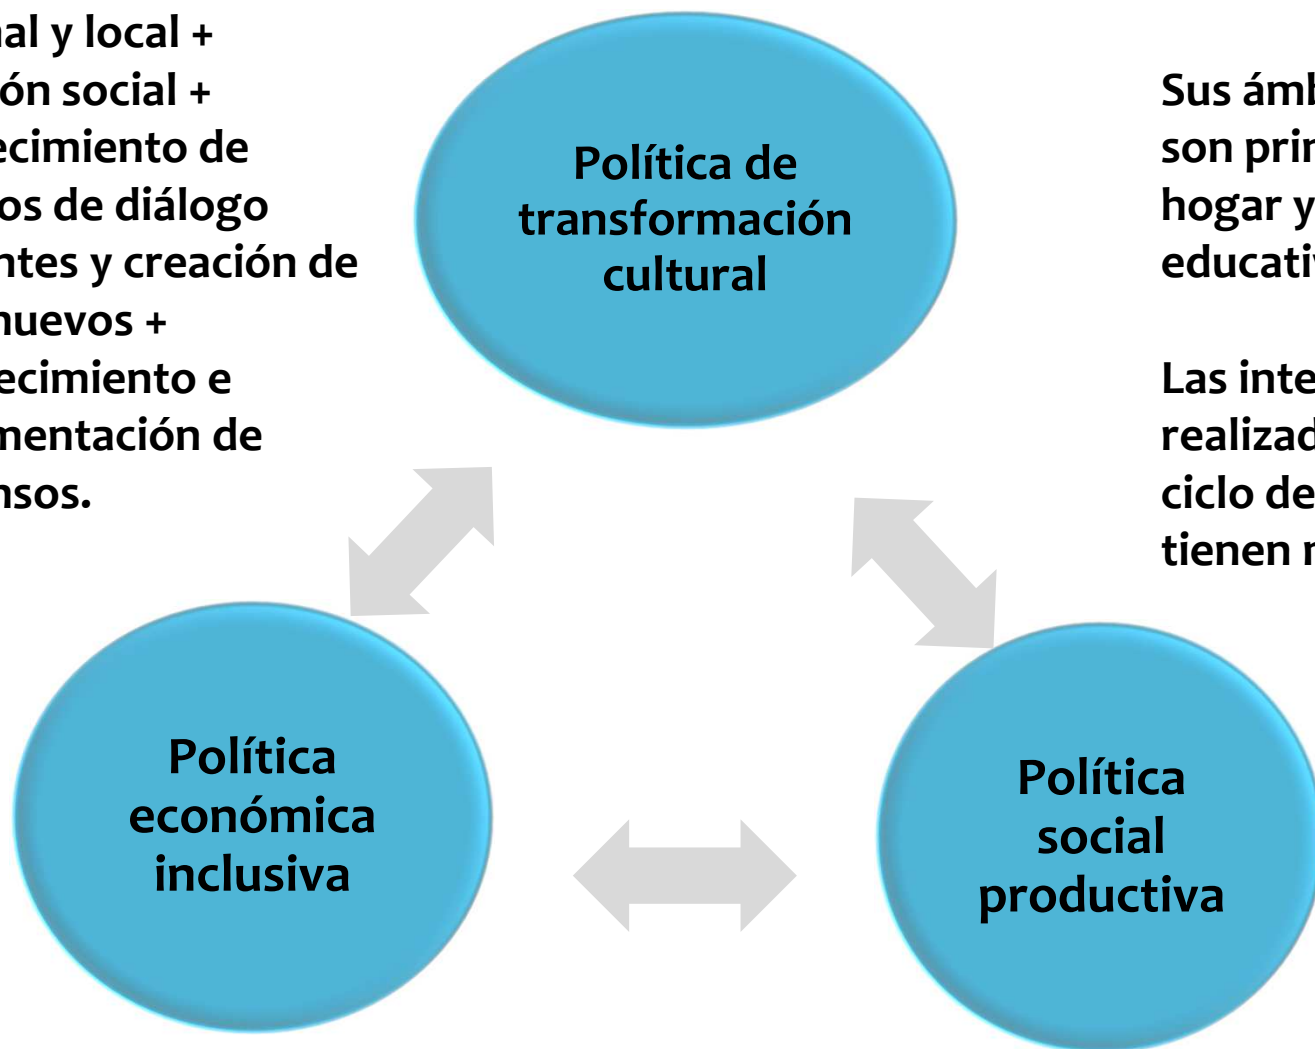 nal y local +
ón social +
ecimiento de
os de diálogo
ntes y creación de
nuevos +
ecimiento e
mentación de
nsos.
Política de
transformación
cultural
Sus ámb
son prin
hogar y
educati
Las inte
realizad
ciclo de
tienen
Política
económica
inclusiva
Política
social
productiva